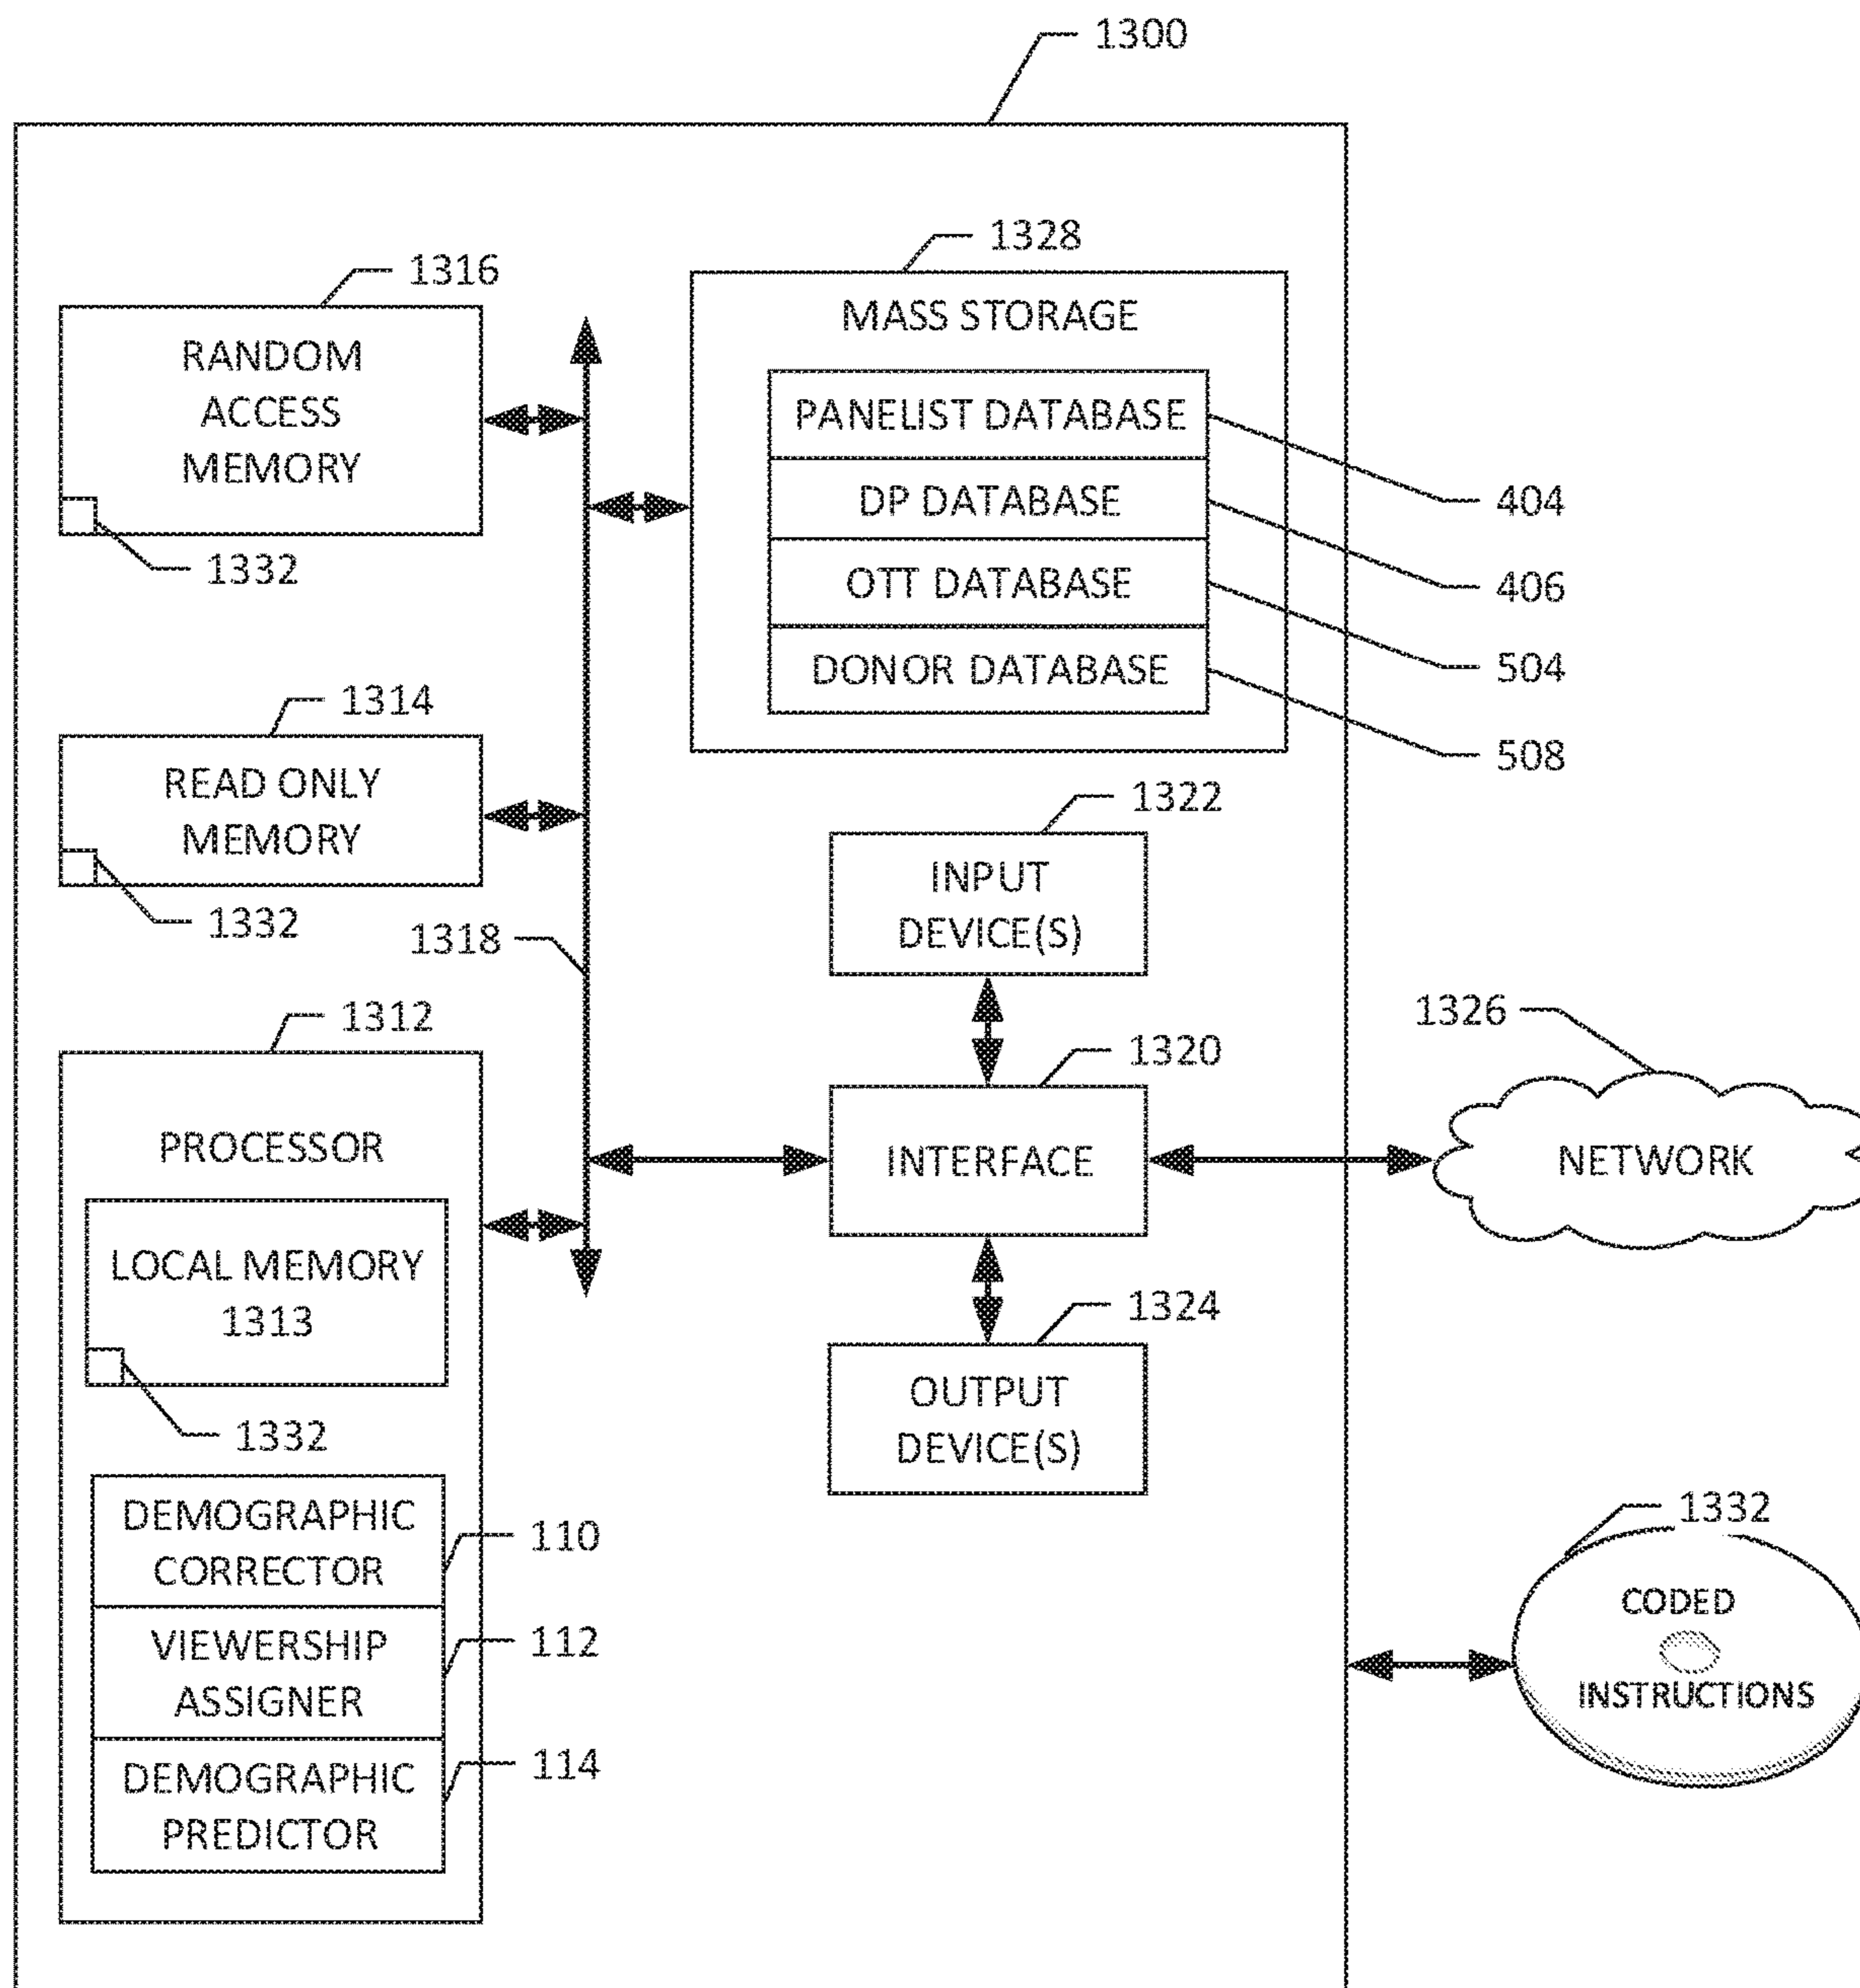 1300
1316
RANDOM
ACCESS
MEMORY
1332
1328
MASS STORAGE
PANELIST DATABASE
DP DATABASE
OTT DATABASE
DONOR DATABASE
404
406
504
508
1314
READ ONLY
MEMORY
1332
1318
1322
INPUT
DEVICE(S)
1312
PROCESSOR
LOCAL MEMORY
1313
1332
1320
INTERFACE
1326
NETWORK
1324
OUTPUT
DEVICE(S)
DEMOGRAPHIC
CORRECTOR
110
VIEWERSHIP
ASSIGNER
112
DEMOGRAPHIC
PREDICTOR
114
1332
CODED
INSTRUCTIONS